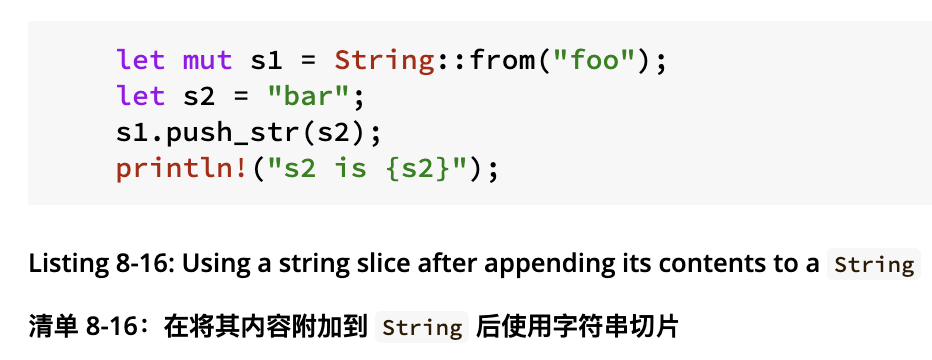 let mut s1 = String::from("foo");
let s2 = "bar";
s1.push_str(s2);
println!("s2 is {s2}");
Listing 8-16: Using a string slice after appending its contents to a String
清单 8-16：在将其内容附加到 String 后使用字符串切片